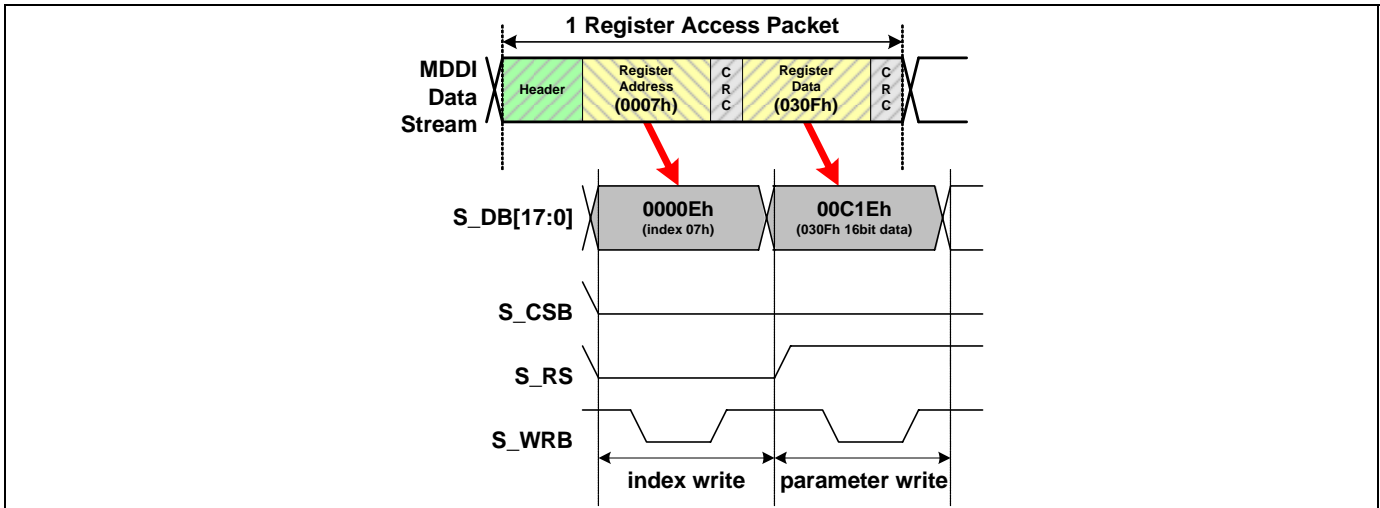 1 Register Access Packet
MDDI
Data
Stream
Header
Register
Address
(0007h)
C
R
C
Register
Data
(030Fh)
C
R
C
S_DB[17:0]
0000Eh
(index 07h)
00C1Eh
(030Fh 16bit data)
S_CSB
S_RS
S_WRB
index write
parameter write